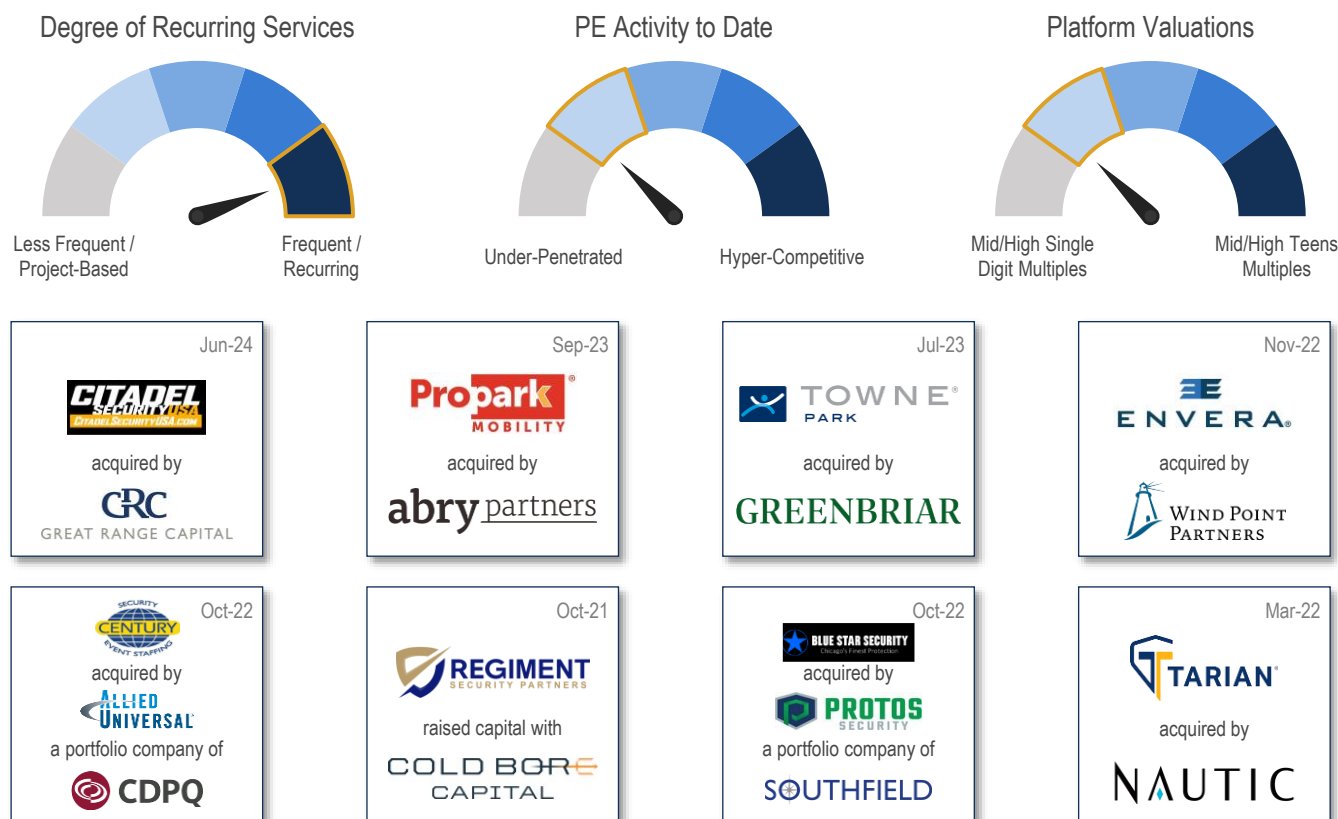 Degree of Recurring Services
PE Activity to Date
Platform Valuations
Less Frequent /
Project-Based
Frequent /
Recurring
Under-Penetrated
Hyper-Competitive
Mid/High Single
Digit Multiples
Mid/High Teens
Multiples
Jun-24
CITADEL
SECURITYUSA
CITADELSECURITYUSA.COM
acquired by
GRC
GREAT RANGE CAPITAL
Sep-23
Propark®
MOBILITY
acquired by
abry partners
Jul-23
TOWNE®
PARK
acquired by
GREENBRIAR
Nov-22
ENVERA®
acquired by
WIND POINT
PARTNERS
Oct-22
SECURITY
CENTURY
EVENT STAFFING
acquired by
ALLIED
UNIVERSAL
a portfolio company of
CDPQ
Oct-21
REGIMENT
SECURITY PARTNERS
raised capital with
COLD BORE
CAPITAL
Oct-22
BLUE STAR SECURITY
Chicago's Finest Protection
acquired by
PROTOS
SECURITY
a portfolio company of
SOUTHFIELD
Mar-22
TARIAN®
acquired by
NAUTIC